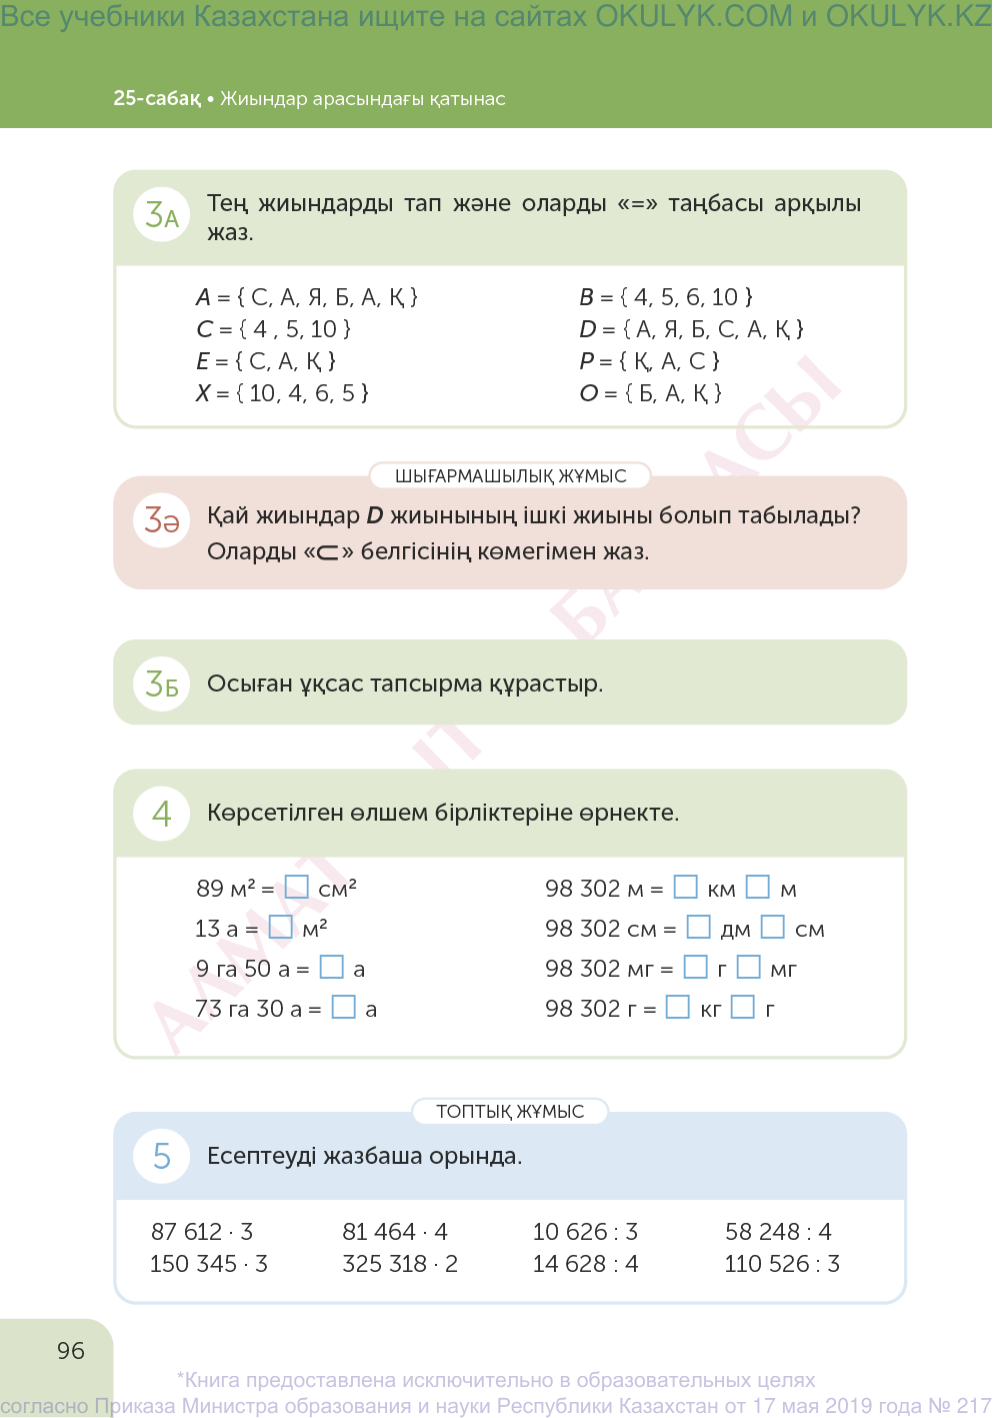 Все учебники Казахстана ищите на сайтах OKULYK.COM и OKULYK.KZ
25-сабақ • Жиындар арасындағы қатынас
3А
Тең жиындарды тап және оларды «=» таңбасы арқылы
жаз.
A = { С, А, Я, Б, А, Қ } B = { 4, 5, 6, 10 }
C = { 4 , 5, 10 } D = { А, Я, Б, С, А, Қ }
E = { С, А, Қ } P = { Қ, А, С }
X = { 10, 4, 6, 5 } O = { Б, А, Қ }
ШЫҒАРМАШЫЛЫҚ ЖҰМЫС
3ә
Қай жиындар D жиынының ішкі жиыны болып табылады?
Оларды «⊂» белгісінің көмегімен жаз.
3Б
Осыған ұқсас тапсырма құрастыр.
4
Көрсетілген өлшем бірліктеріне өрнекте.
89 м² = □ см² 98 302 м = □ км □ м
13 а = □ м² 98 302 см = □ дм □ см
9 га 50 а = □ а 98 302 мг = □ г □ мг
73 га 30 а = □ а 98 302 г = □ кг □ г
ТОПТЫҚ ЖҰМЫС
5
Есептеуді жазбаша орында.
87 612 · 3 81 464 · 4 10 626 : 3 58 248 : 4
150 345 · 3 325 318 · 2 14 628 : 4 110 526 : 3
96
*Книга предоставлена исключительно в образовательных целях
согласно Приказа Министра образования и науки Республики Казахстан от 17 мая 2019 года № 217